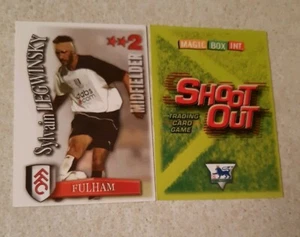 Sylvain LEGWINSKY
2
MIDFIELDER
FULHAM
MAGIC BOX INT
SHOOT
OUT
TRADING CARD
GAME